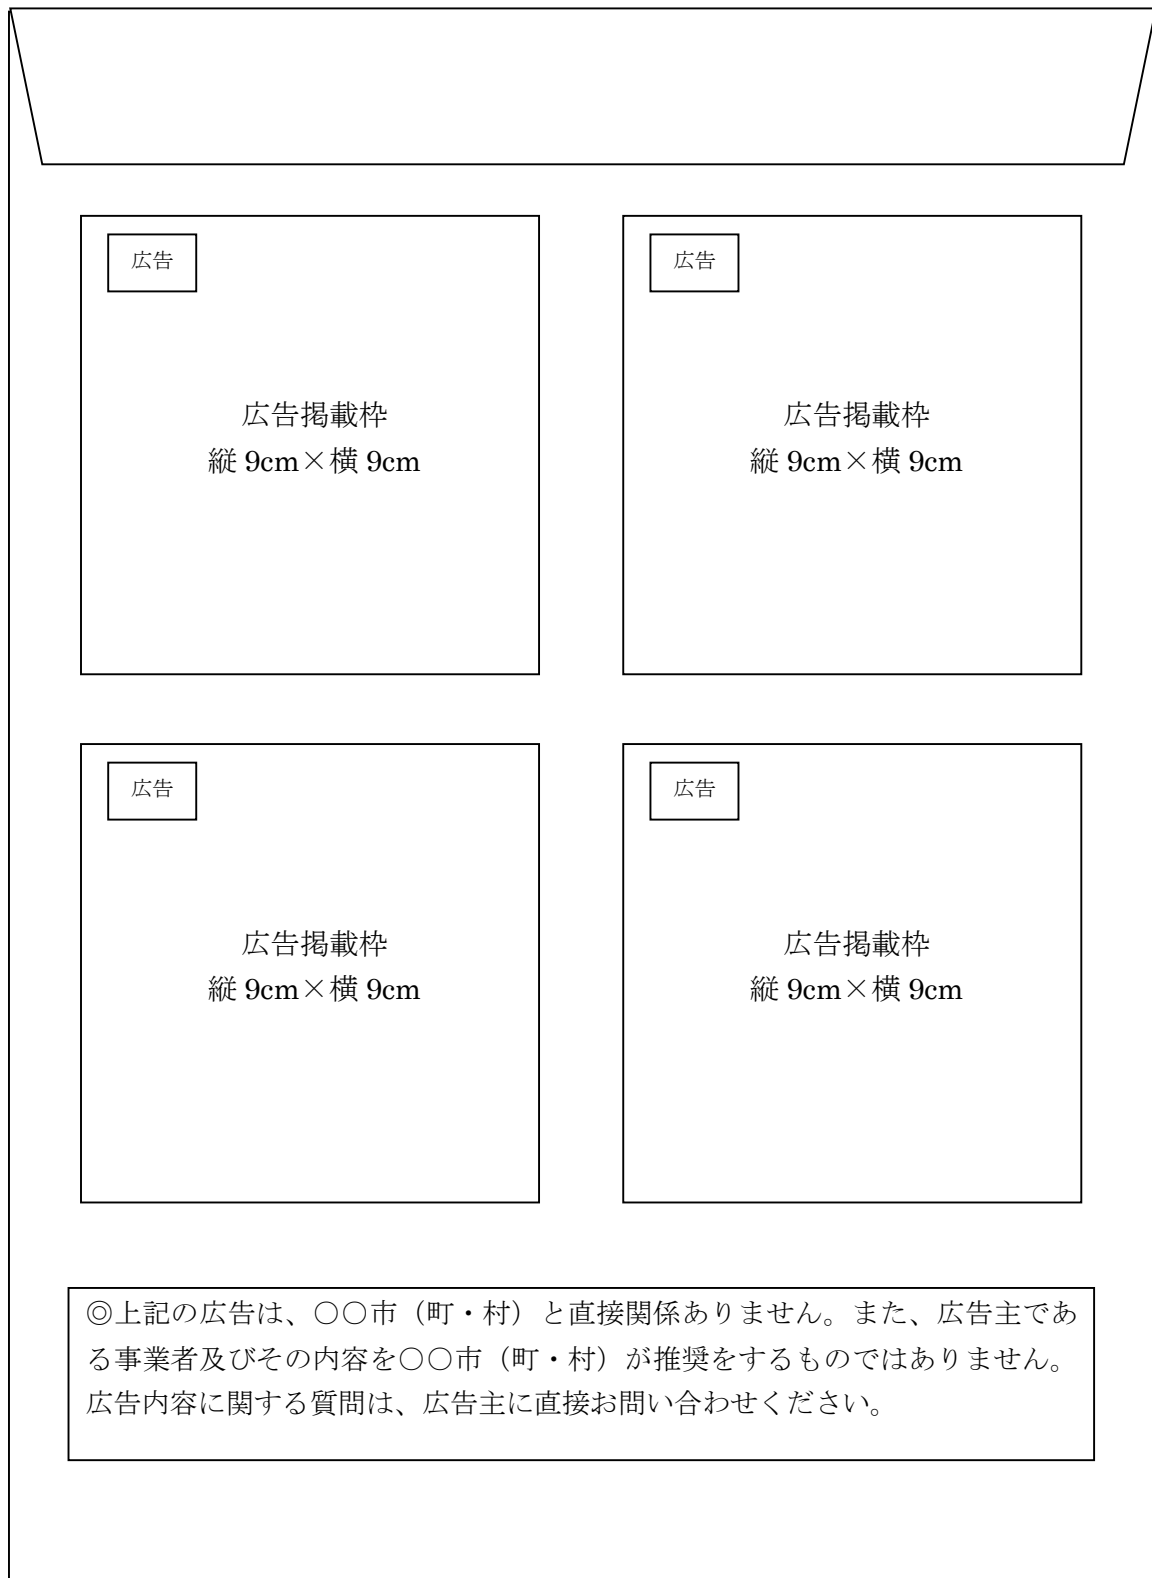 広告
広告掲載枠
縦 9cm×横 9cm
広告
広告掲載枠
縦 9cm×横 9cm
広告
広告掲載枠
縦 9cm×横 9cm
広告
広告掲載枠
縦 9cm×横 9cm
◎上記の広告は、○○市（町・村）と直接関係ありません。また、広告主であ
る事業者及びその内容を○○市（町・村）が推奨をするものではありません。
広告内容に関する質問は、広告主に直接お問い合わせください。